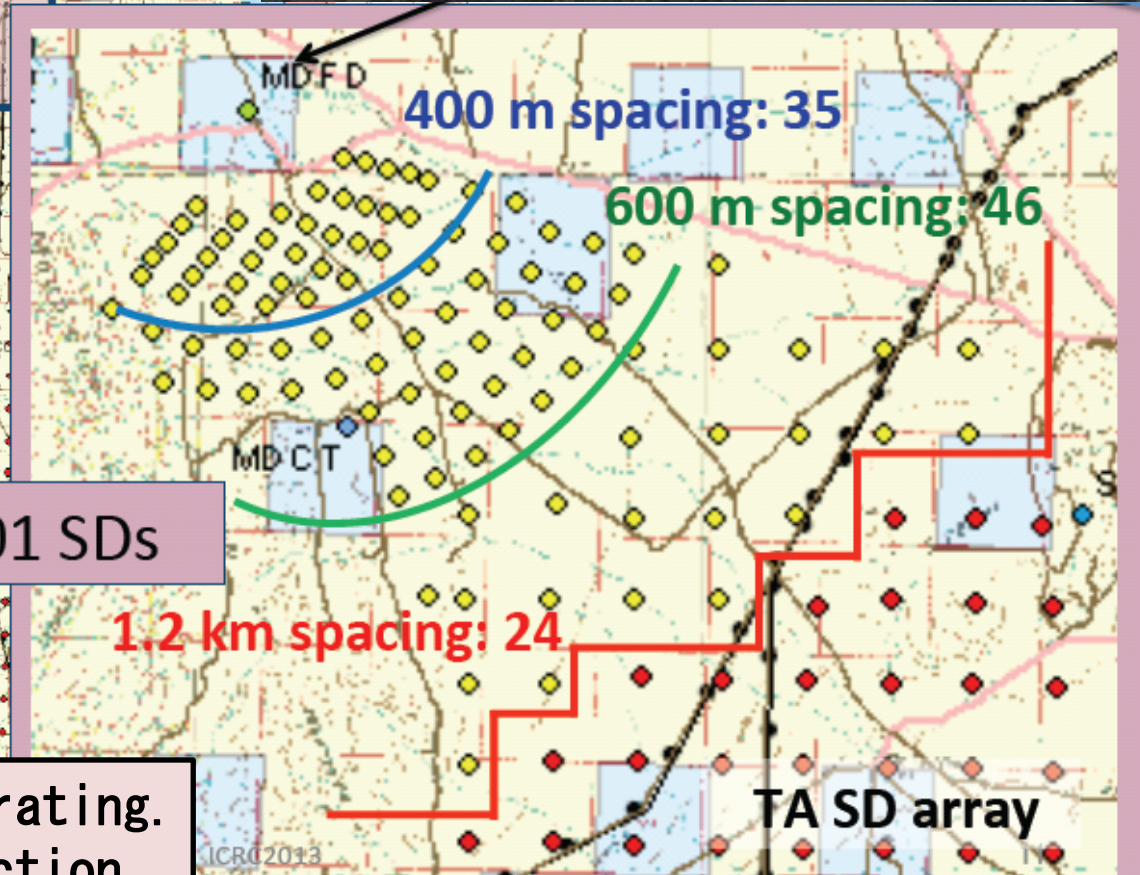 MD F D
400 m spacing: 35
600 m spacing: 46
MD C T
S
01 SDs
1.2 km spacing: 24
rating.
TA SD array
ction
ICRC2013